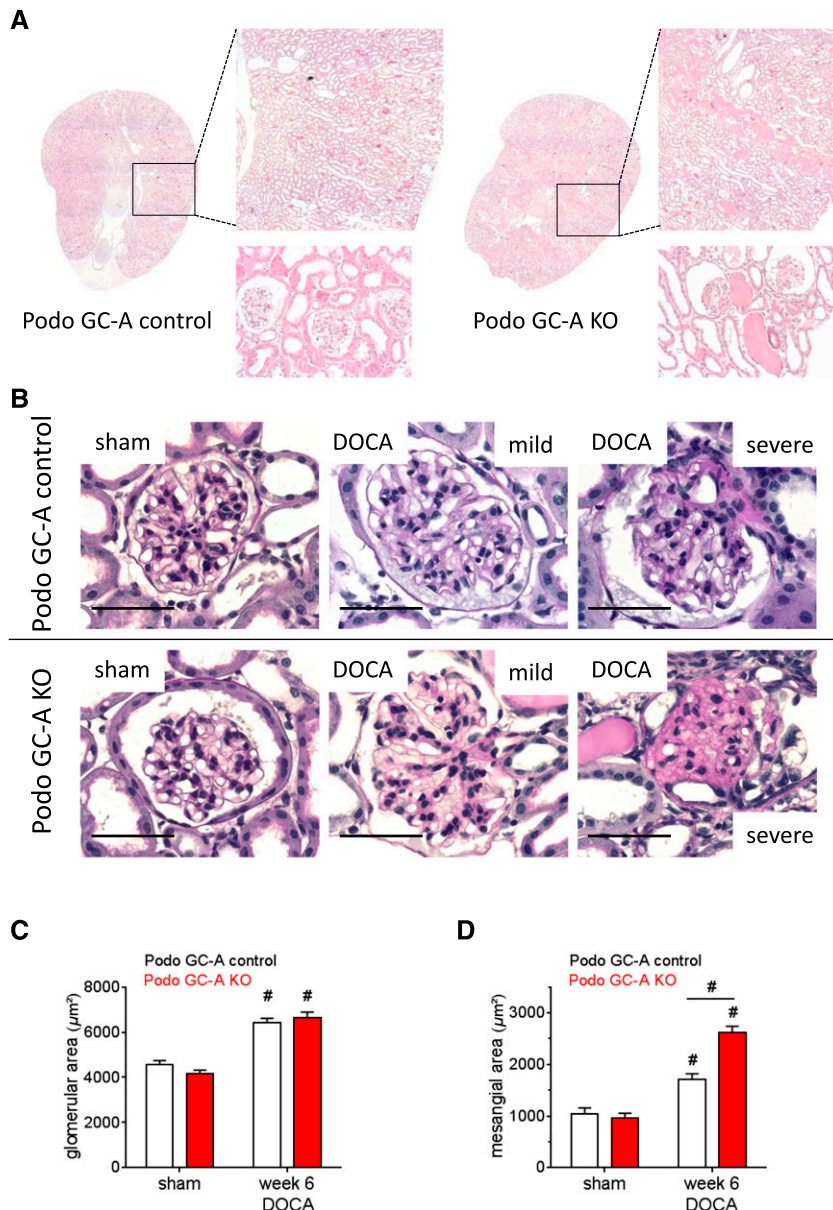 A
Podo GC-A control
Podo GC-A KO
B
Podo GC-A control
sham
DOCA
mild
DOCA
severe
Podo GC-A KO
sham
DOCA
mild
DOCA
severe
C
Podo GC-A control
Podo GC-A KO
glomerular area (µm²)
8000
6000
4000
2000
0
# #
sham
week 6
DOCA
D
Podo GC-A control
Podo GC-A KO
mesangial area (µm²)
3000
2000
1000
0
#
#
#
sham
week 6
DOCA